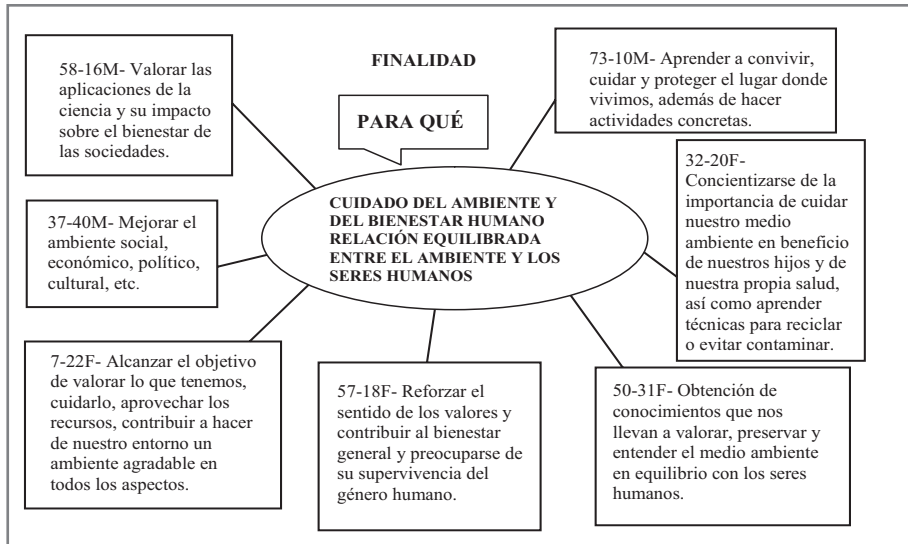 FINALIDAD
PARA QUÉ
58-16M- Valorar las
aplicaciones de la
ciencia y su impacto
sobre el bienestar de
las sociedades.
73-10M- Aprender a convivir,
cuidar y proteger el lugar donde
vivimos, además de hacer
actividades concretas.
CUIDADO DEL AMBIENTE Y
DEL BIENESTAR HUMANO
RELACIÓN EQUILIBRADA
ENTRE EL AMBIENTE Y LOS
SERES HUMANOS
37-40M- Mejorar el
ambiente social,
económico, político,
cultural, etc.
32-20F-
Concientizarse de la
importancia de cuidar
nuestro medio
ambiente en beneficio
de nuestros hijos y de
nuestra propia salud,
así como aprender
técnicas para reciclar
o evitar contaminar.
7-22F- Alcanzar el objetivo
de valorar lo que tenemos,
cuidarlo, aprovechar los
recursos, contribuir a hacer
de nuestro entorno un
ambiente agradable en
todos los aspectos.
57-18F- Reforzar el
sentido de los valores y
contribuir al bienestar
general y preocuparse de
su supervivencia del
género humano.
50-31F- Obtención de
conocimientos que nos
llevan a valorar, preservar y
entender el medio ambiente
en equilibrio con los seres
humanos.